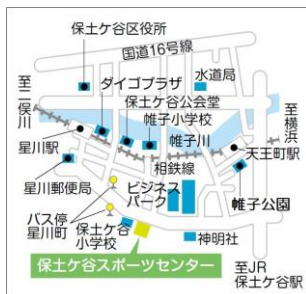 保土ケ谷区役所
国道16号線
ダイゴプラザ
水道局
保土ケ谷公会堂
帷子小学校
至二俣川
至横浜
帷子川
星川駅
相鉄線
天王町駅
星川郵便局
ビジネス
パーク
帷子公園
バス停
星川町
保土ケ谷
小学校
神明社
保土ケ谷スポーツセンター
至JR
保土ケ谷駅